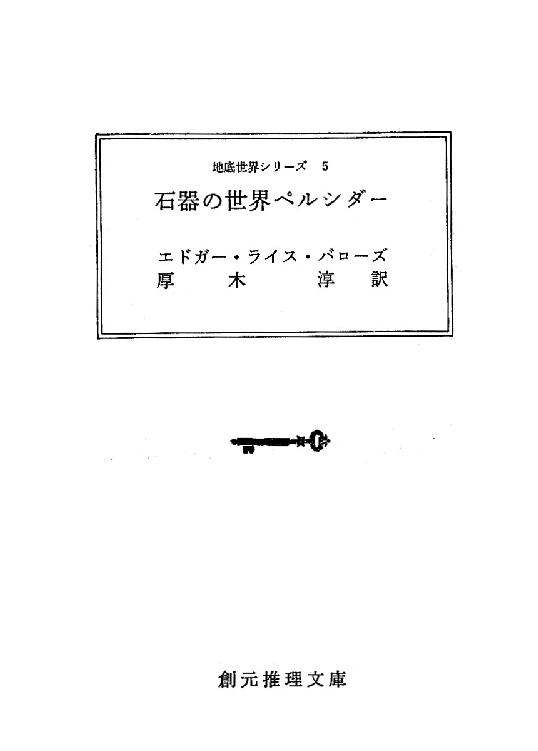 地底世界シリーズ 5
石器の世界ペルシダー
エドガー・ライス・バローズ
厚木 淳 訳
創元推理文庫